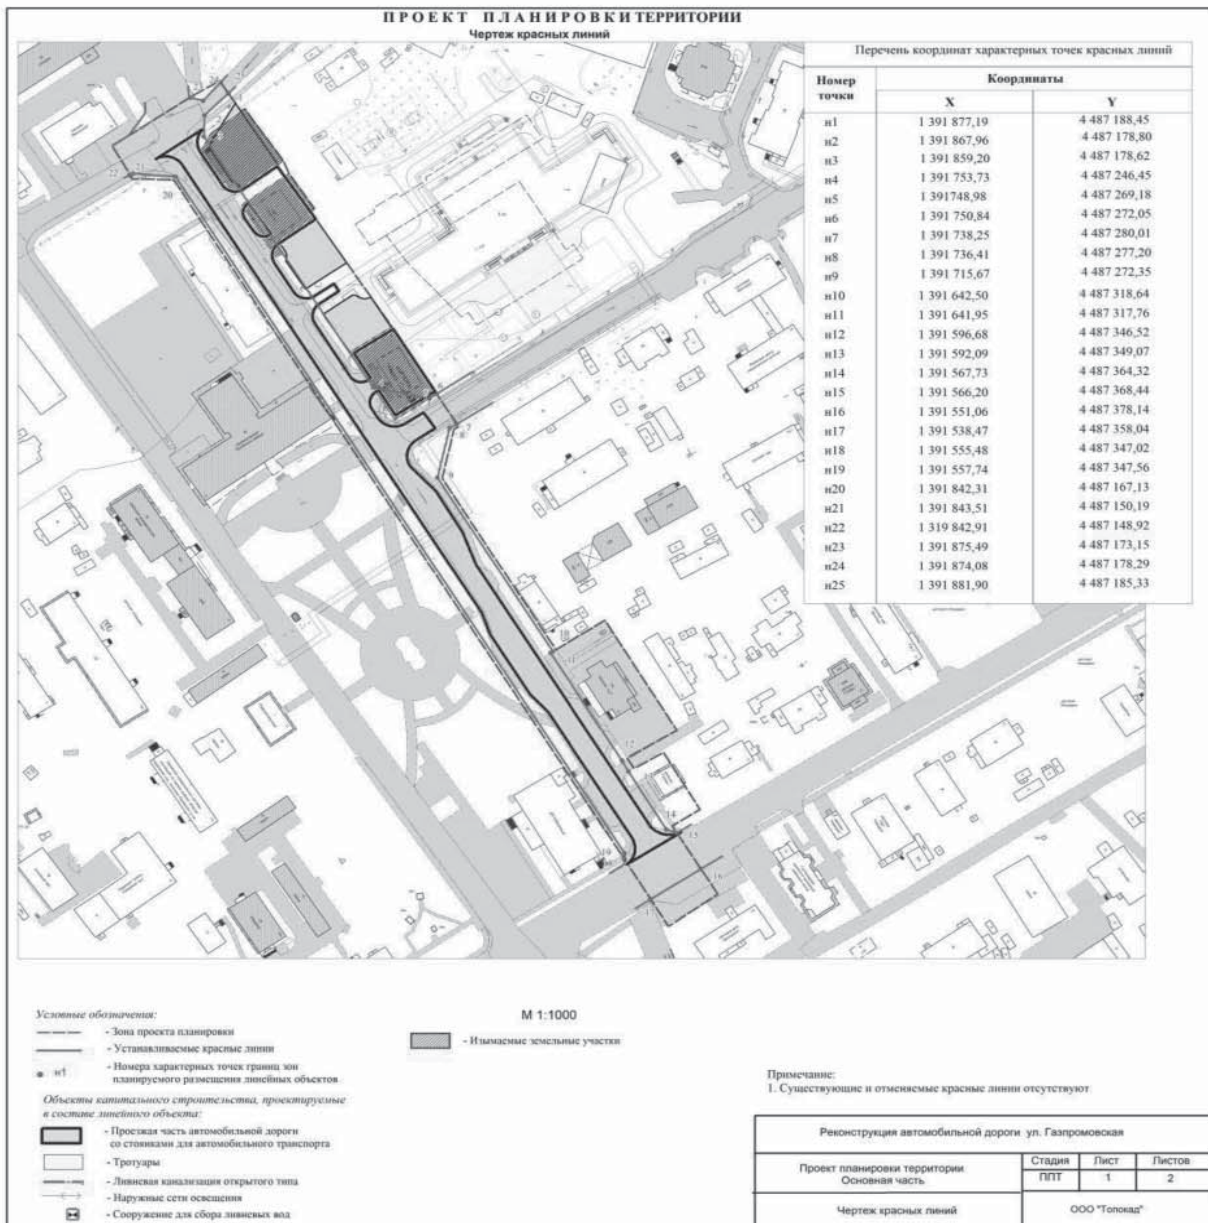 ПРОЕКТ ПЛАНИРОВКИ ТЕРРИТОРИИ
Чертеж красных линий
Перечень координат характерных точек красных линий
Номер точки Координаты
X Y
н1 1 391 877,19 4 487 188,45
н2 1 391 867,96 4 487 178,80
н3 1 391 859,20 4 487 178,62
н4 1 391 753,73 4 487 246,45
н5 1 391748,98 4 487 269,18
н6 1 391 750,84 4 487 272,05
н7 1 391 738,25 4 487 280,01
н8 1 391 736,41 4 487 277,20
н9 1 391 715,67 4 487 272,35
н10 1 391 642,50 4 487 318,64
н11 1 391 641,95 4 487 317,76
н12 1 391 596,68 4 487 346,52
н13 1 391 592,09 4 487 349,07
н14 1 391 567,73 4 487 364,32
н15 1 391 566,20 4 487 368,44
н16 1 391 551,06 4 487 378,14
н17 1 391 538,47 4 487 358,04
н18 1 391 555,48 4 487 347,02
н19 1 391 557,74 4 487 347,56
н20 1 391 842,31 4 487 167,13
н21 1 391 843,51 4 487 150,19
н22 1 319 842,91 4 487 148,92
н23 1 391 875,49 4 487 173,15
н24 1 391 874,08 4 487 178,29
н25 1 391 881,90 4 487 185,33
Условные обозначения:
- Зона проекта планировки
- Устанавливаемые красные линии
н1 - Номера характерных точек границ зон
планируемого размещения линейных объектов
Объекты капитального строительства, проектируемые
в составе линейного объекта:
- Проезжая часть автомобильной дороги
со стоянками для автомобильного транспорта
- Тротуары
- Ливневая канализация открытого типа
- Наружные сети освещения
- Сооружение для сбора ливневых вод
М 1:1000
- Изымаемые земельные участки
Примечание:
1. Существующие и отменяемые красные линии отсутствуют
Реконструкция автомобильной дороги ул. Газпромовская
Проект планировки территории
Основная часть
Стадия Лист Листов
ППТ 1 2
Чертеж красных линий
ООО "Топокад"